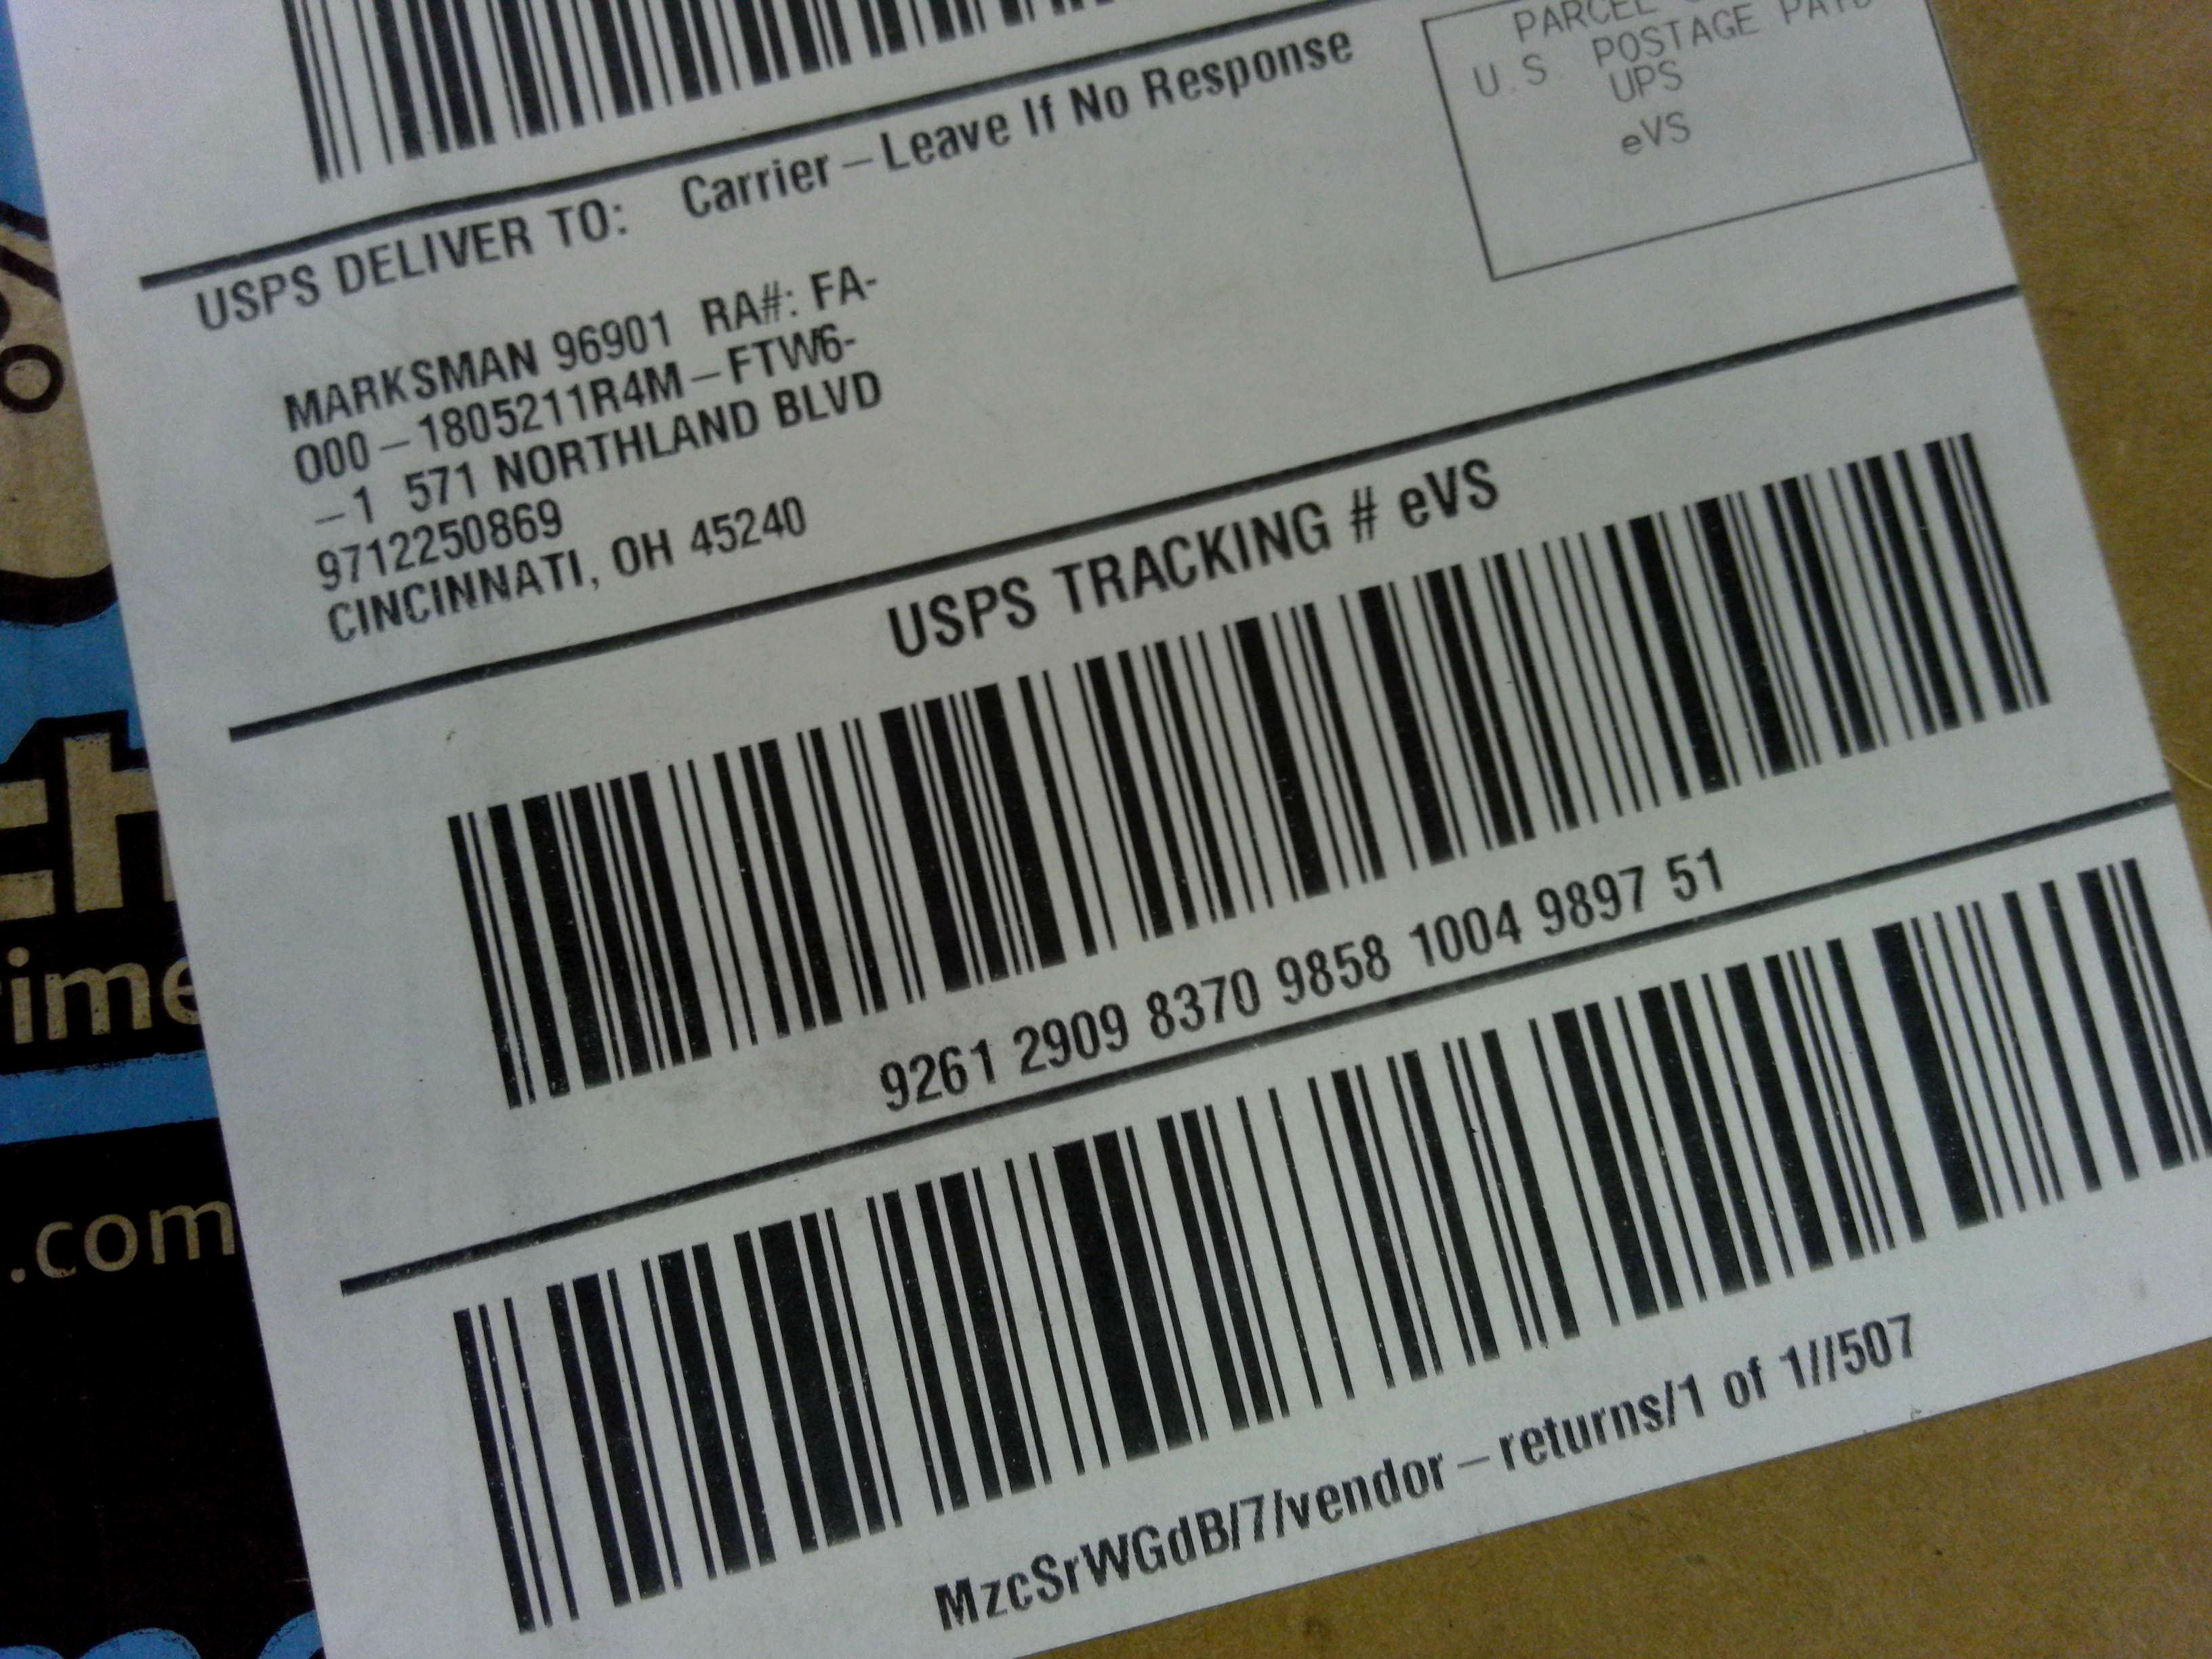 PARCEL
U.S. POSTAGE PAID
UPS
eVS
USPS DELIVER TO: Carrier – Leave If No Response
MARKSMAN 96901 RA#: FA-
000 – 1805211R4M – FTW6-
– 1 571 NORTHLAND BLVD
9712250869
CINCINNATI, OH 45240
USPS TRACKING # eVS
9261 2909 8370 9858 1004 9897 51
MzcSrWGdB/7/vendor – returns/1 of 1//507
.com